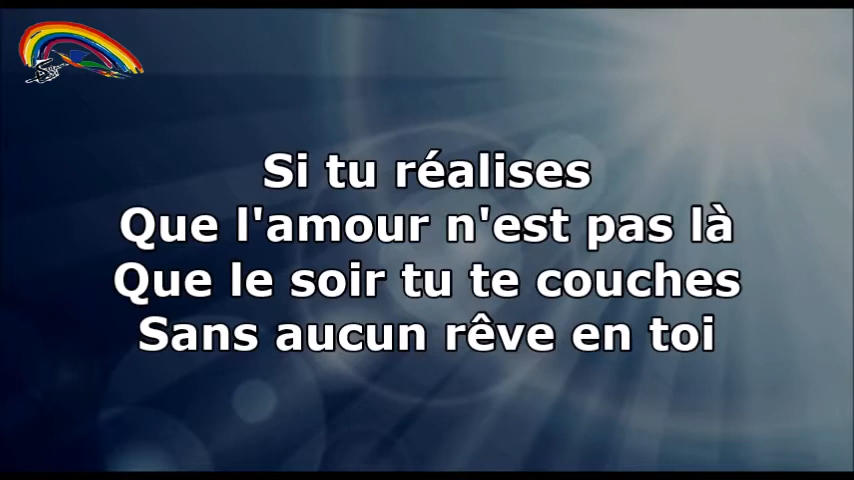 Si tu réalises
Que l'amour n'est pas là
Que le soir tu te couches
Sans aucun rêve en toi